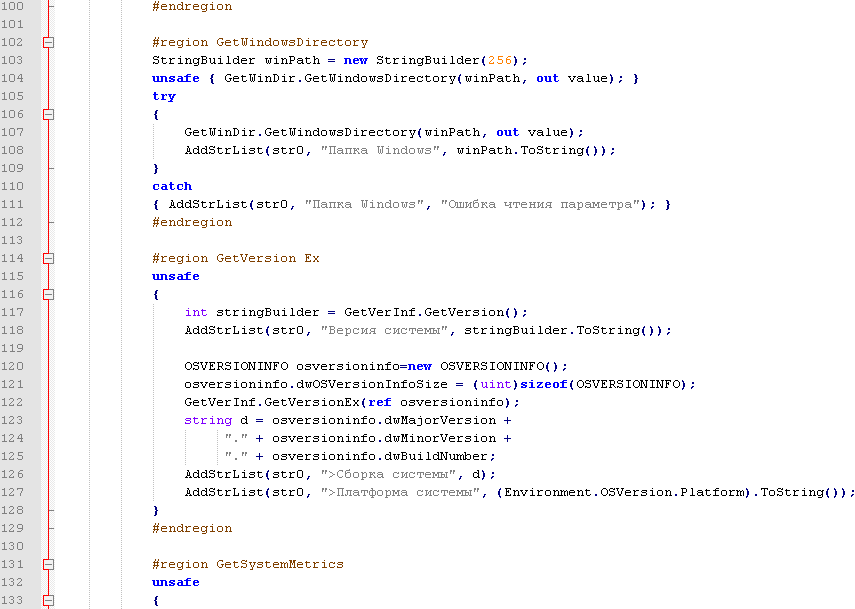 100 #endregion
101
102 #region GetWindowsDirectory
103 StringBuilder winPath = new StringBuilder(256);
104 unsafe { GetWinDir.GetWindowsDirectory(winPath, out value); }
105 try
106 {
107 GetWinDir.GetWindowsDirectory(winPath, out value);
108 AddStrList(str0, "Папка Windows", winPath.ToString());
109 }
110 catch
111 { AddStrList(str0, "Папка Windows", "Ошибка чтения параметра"); }
112 #endregion
113
114 #region GetVersion Ex
115 unsafe
116 {
117 int stringBuilder = GetVerInf.GetVersion();
118 AddStrList(str0, "Версия системы", stringBuilder.ToString());
119
120 OSVERSIONINFO osversioninfo=new OSVERSIONINFO();
121 osversioninfo.dwOSVersionInfoSize = (uint)sizeof(OSVERSIONINFO);
122 GetVerInf.GetVersionEx(ref osversioninfo);
123 string d = osversioninfo.dwMajorVersion +
124 "." + osversioninfo.dwMinorVersion +
125 "." + osversioninfo.dwBuildNumber;
126 AddStrList(str0, ">Сборка системы", d);
127 AddStrList(str0, ">Платформа системы", (Environment.OSVersion.Platform).ToString());
128 }
129 #endregion
130
131 #region GetSystemMetrics
132 unsafe
133 {